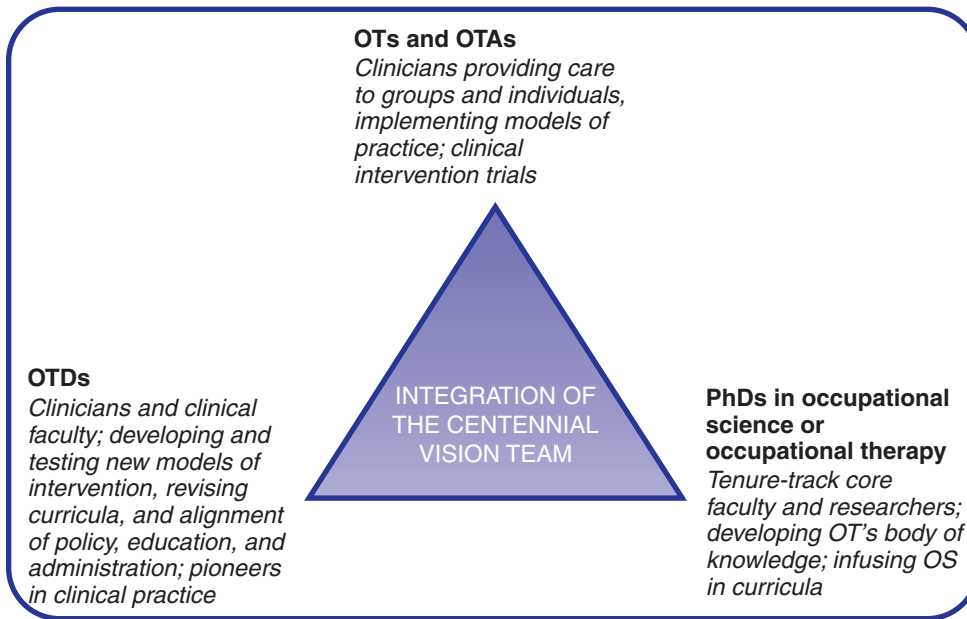 OTs and OTAs
Clinicians providing care
to groups and individuals,
implementing models of
practice; clinical
intervention trials
OTDs
Clinicians and clinical
faculty; developing and
testing new models of
intervention, revising
curricula, and alignment
of policy, education, and
administration; pioneers
in clinical practice
INTEGRATION OF
THE CENTENNIAL
VISION TEAM
PhDs in occupational
science or
occupational therapy
Tenure-track core
faculty and researchers;
developing OT’s body of
knowledge; infusing OS
in curricula